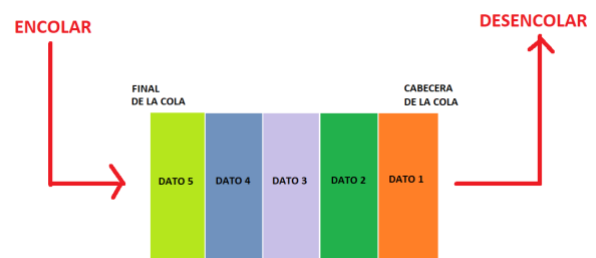 ENCOLAR
DESENCOLAR
FINAL
DE LA COLA
CABECERA
DE LA COLA
DATO 5
DATO 4
DATO 3
DATO 2
DATO 1